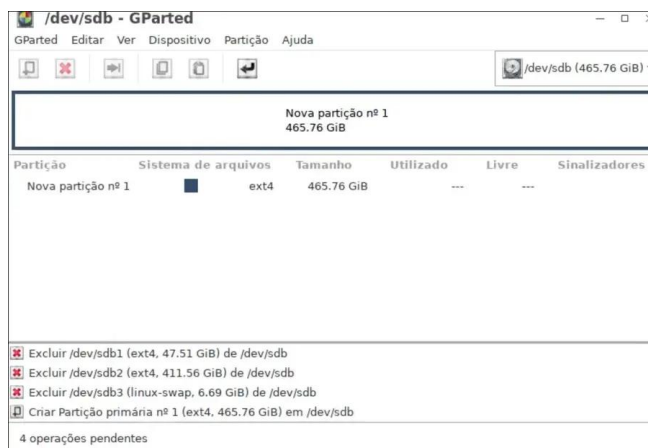 /dev/sdb - GParted
GParted Editar Ver Dispositivo Partição Ajuda
/dev/sdb (465.76 GiB)
Nova partição nº 1
465.76 GiB
Partição Sistema de arquivos Tamanho Utilizado Livre Sinalizadores
Nova partição nº 1 ext4 465.76 GiB --- ---
Excluir /dev/sdb1 (ext4, 47.51 GiB) de /dev/sdb
Excluir /dev/sdb2 (ext4, 411.56 GiB) de /dev/sdb
Excluir /dev/sdb3 (linux-swap, 6.69 GiB) de /dev/sdb
Criar Partição primária nº 1 (ext4, 465.76 GiB) em /dev/sdb
4 operações pendentes